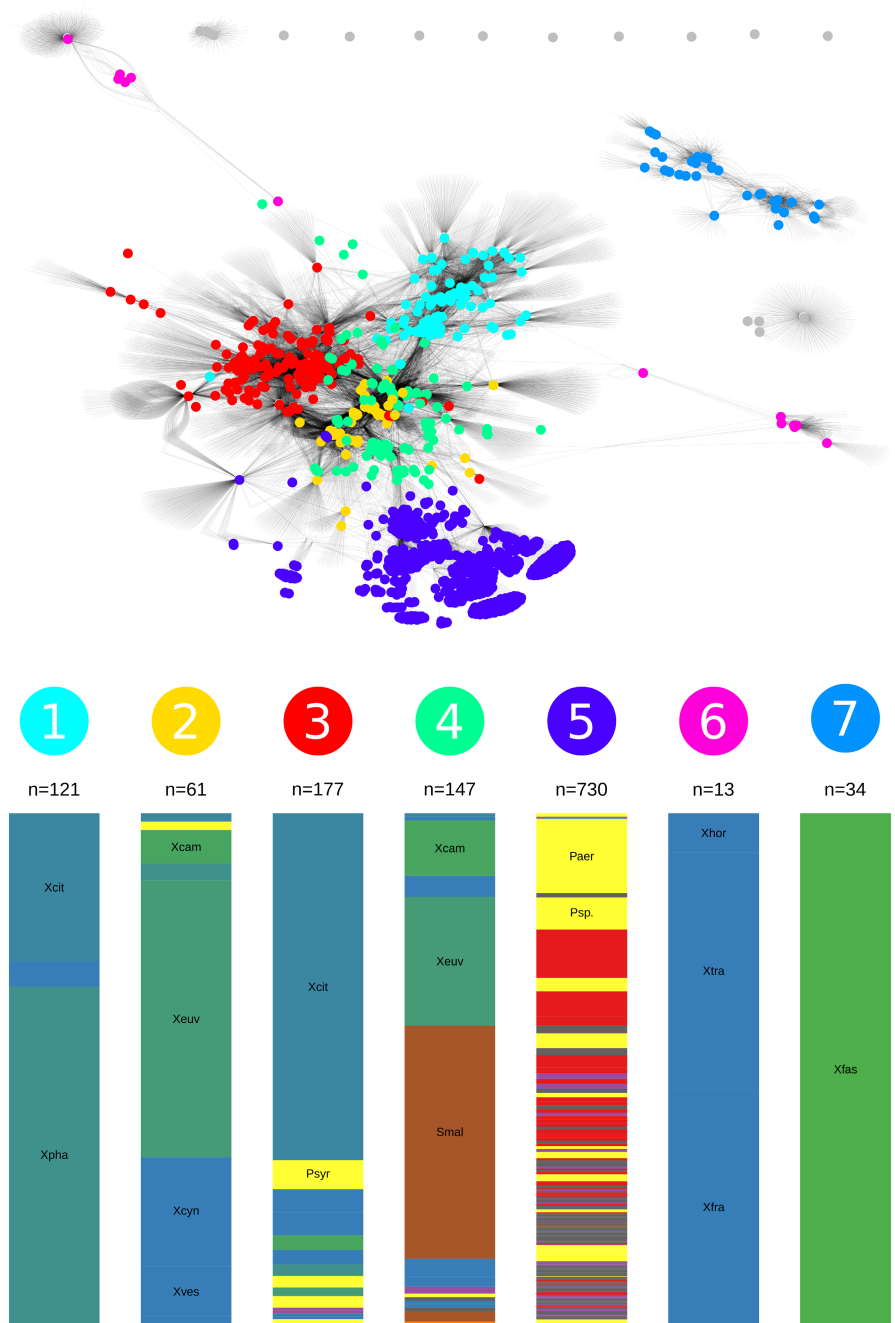 1 2 3 4 5 6 7
n=121 n=61 n=177 n=147 n=730 n=13 n=34
Xcit
Xpha
Xcam
Xeuv
Xcyn
Xves
Xcit
Psyr
Xcam
Xeuv
Smal
Paer
Psp.
Xhor
Xtra
Xfra
Xfas